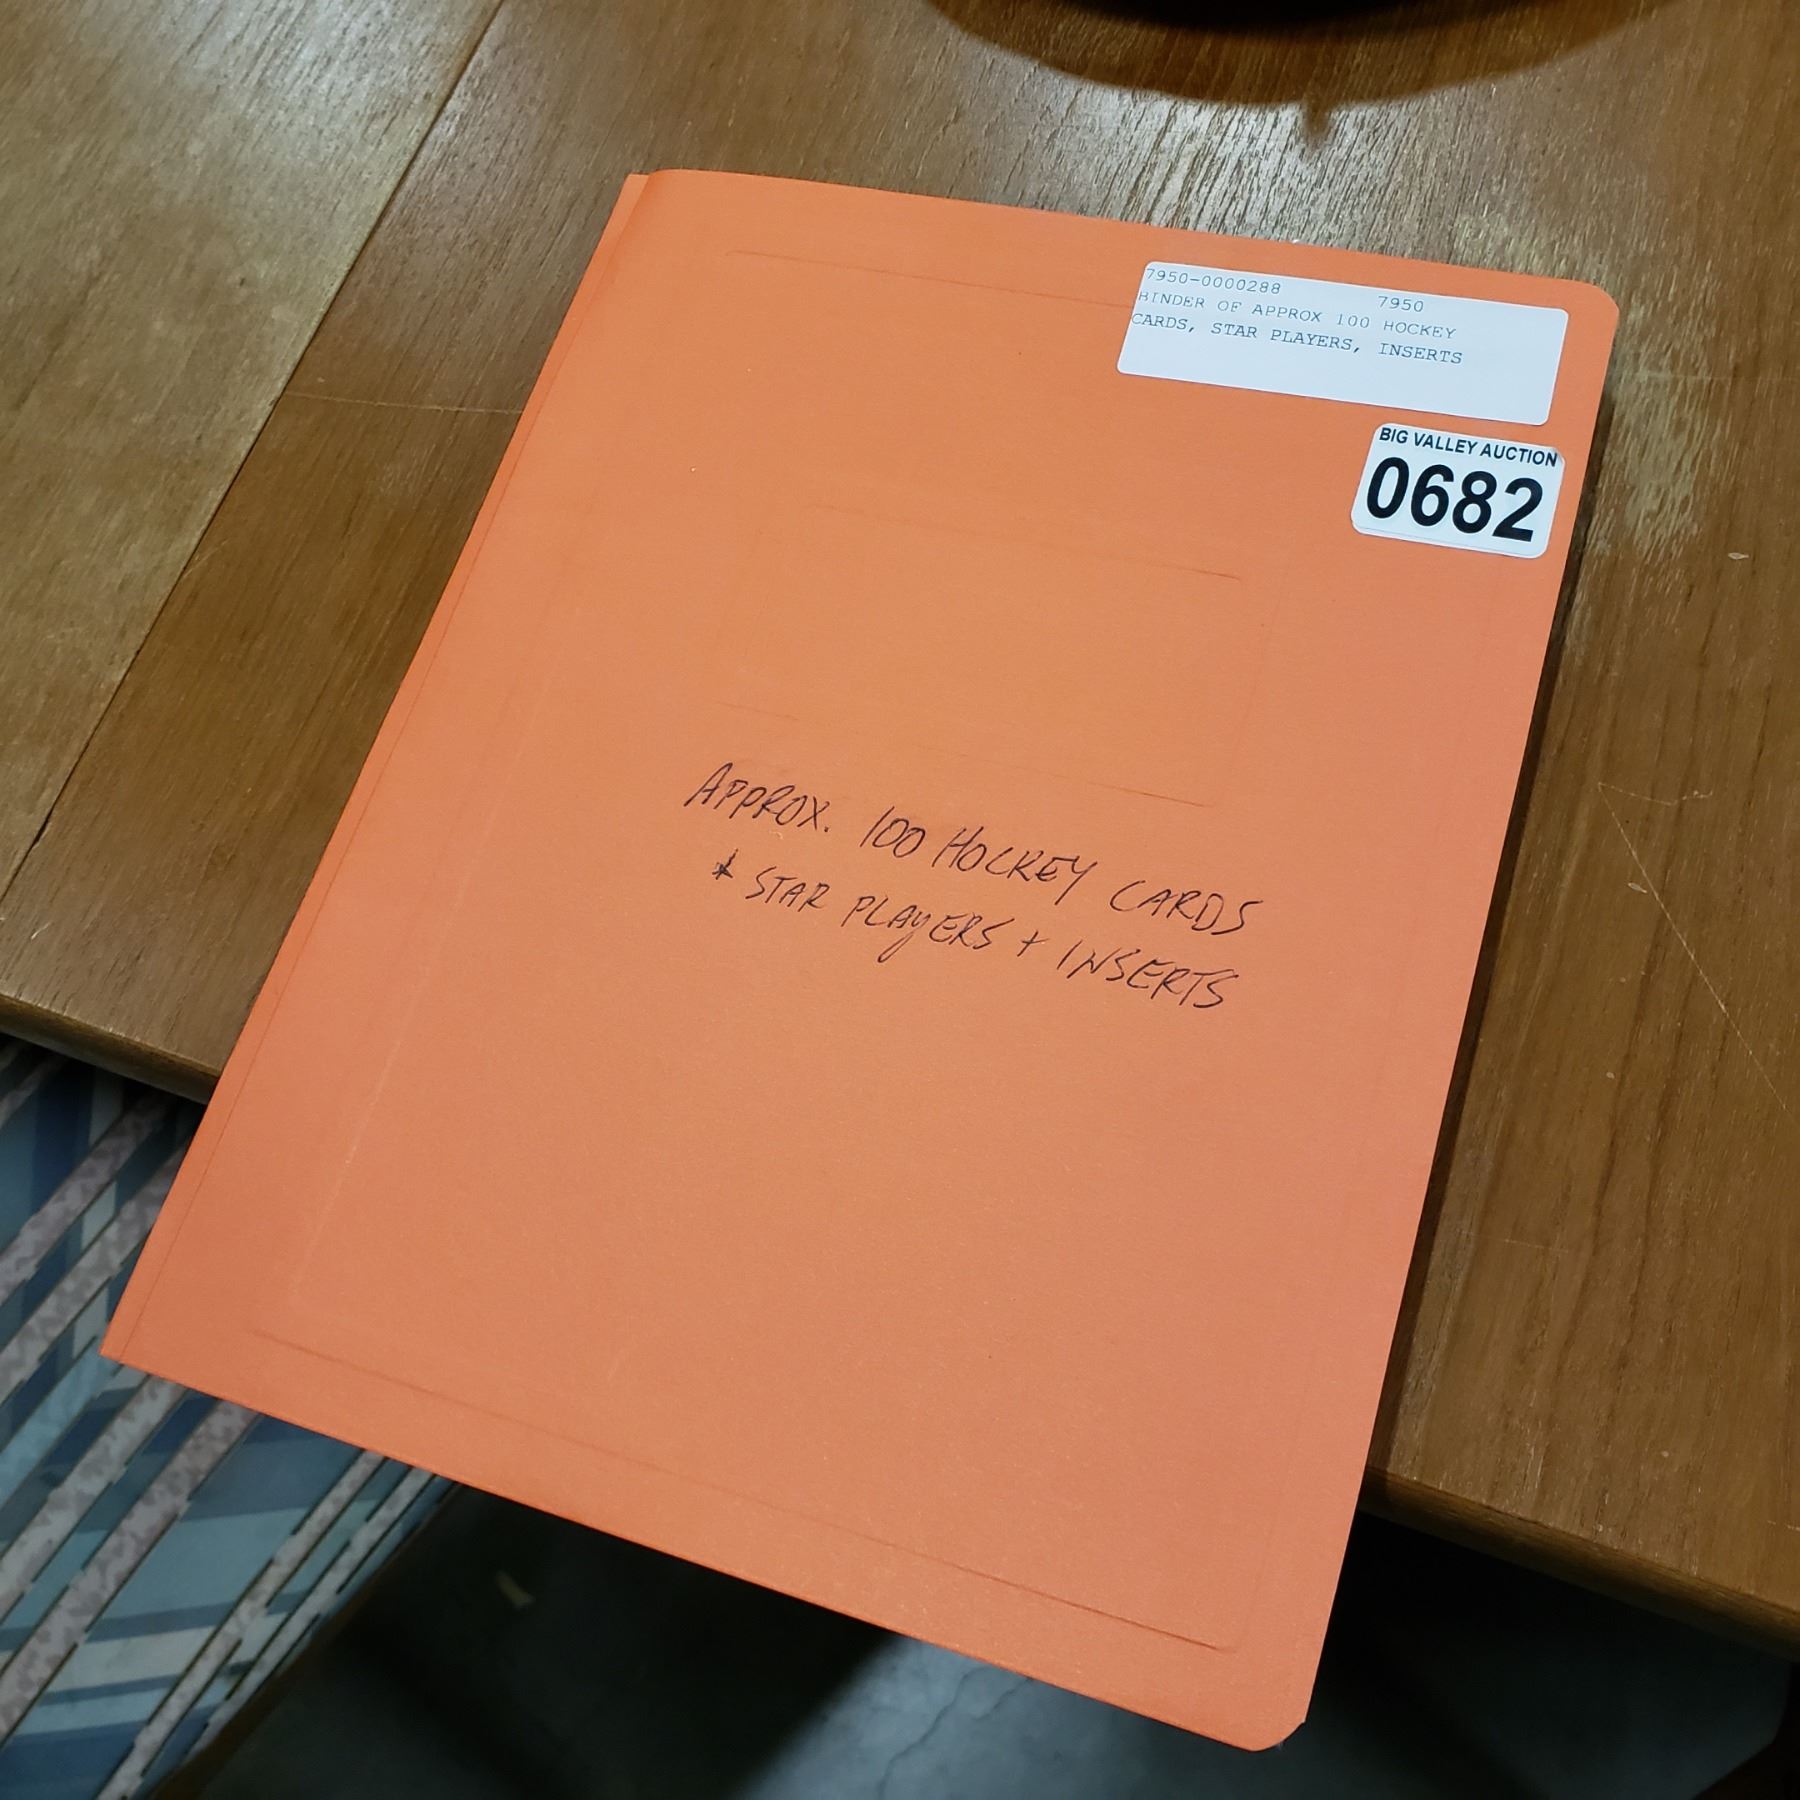 7950-0000288 7950
BINDER OF APPROX 100 HOCKEY
CARDS, STAR PLAYERS, INSERTS
BIG VALLEY AUCTION
0682
APPROX. 100 HOCKEY CARDS
* STAR PLAYERS + INSERTS